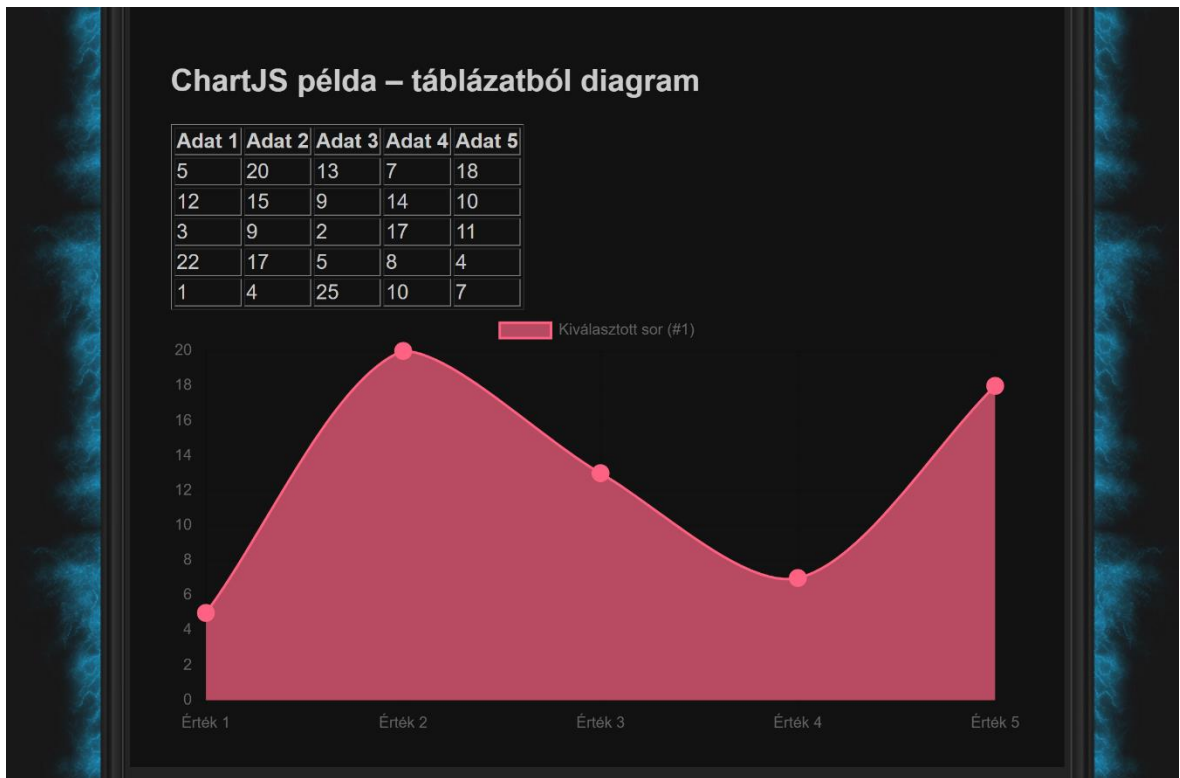 ChartJS példa – táblázatból diagram
Adat 1 Adat 2 Adat 3 Adat 4 Adat 5
5 20 13 7 18
12 15 9 14 10
3 9 2 17 11
22 17 5 8 4
1 4 25 10 7
Kiválasztott sor (#1)
20
18
16
14
12
10
8
6
4
2
0
Érték 1 Érték 2 Érték 3 Érték 4 Érték 5